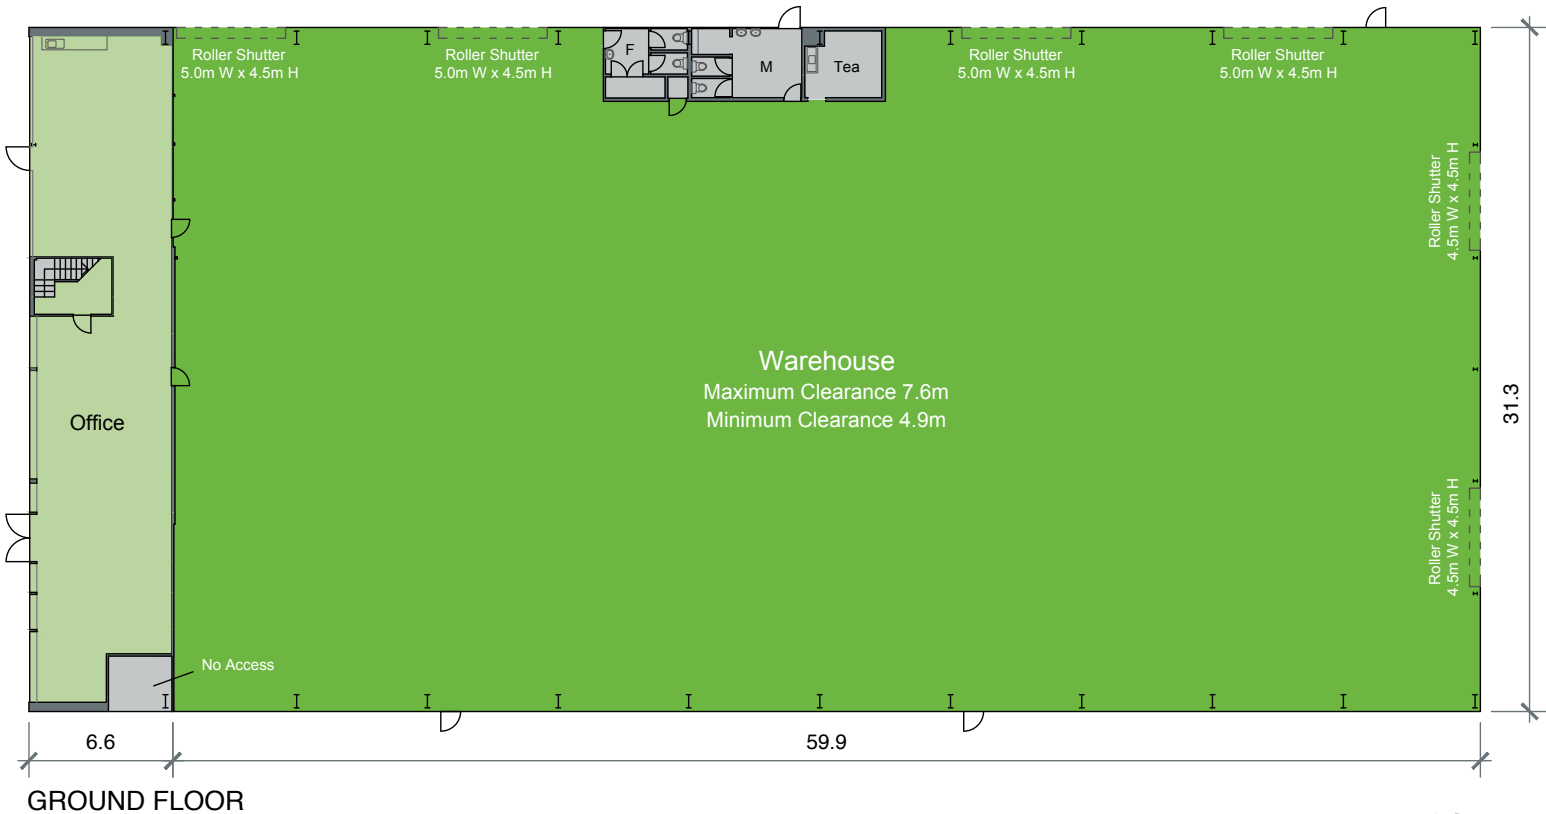 Roller Shutter
5.0m W x 4.5m H
Roller Shutter
5.0m W x 4.5m H
F
M
Tea
Roller Shutter
5.0m W x 4.5m H
Roller Shutter
5.0m W x 4.5m H
Roller Shutter
4.5m W x 4.5m H
Warehouse
Maximum Clearance 7.6m
Minimum Clearance 4.9m
Office
31.3
Roller Shutter
4.5m W x 4.5m H
No Access
6.6
59.9
GROUND FLOOR